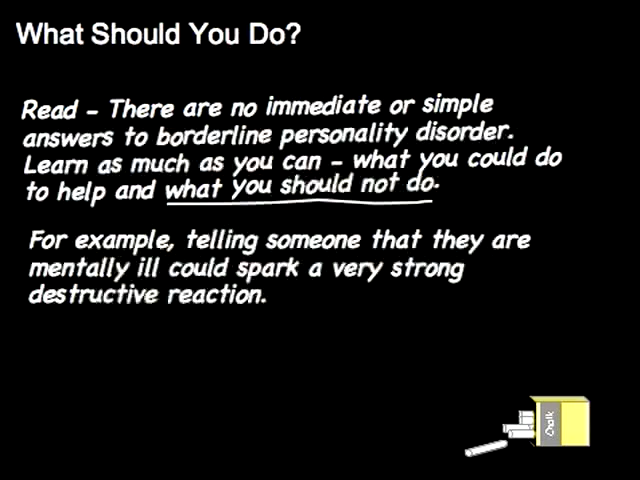 What Should You Do?
Read - There are no immediate or simple
answers to borderline personality disorder.
Learn as much as you can - what you could do
to help and what you should not do.
For example, telling someone that they are
mentally ill could spark a very strong
destructive reaction.
Chalk